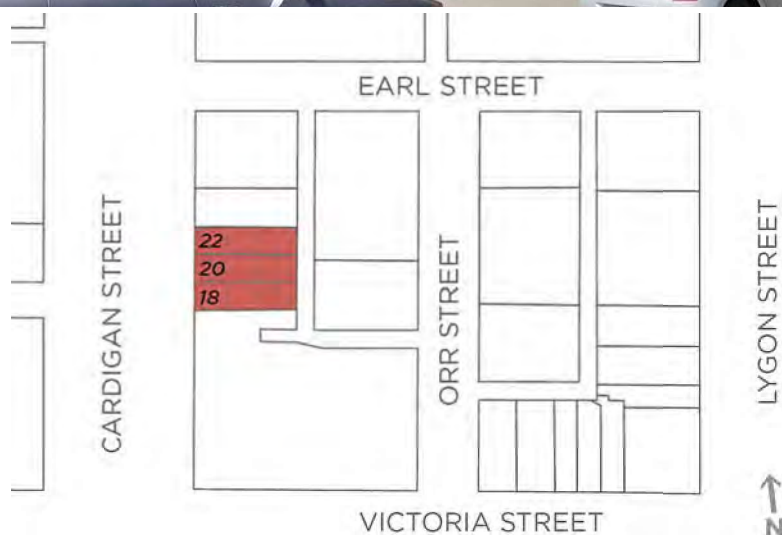 EARL STREET
CARDIGAN STREET
22
20
18
ORR STREET
LYGON STREET
VICTORIA STREET
N